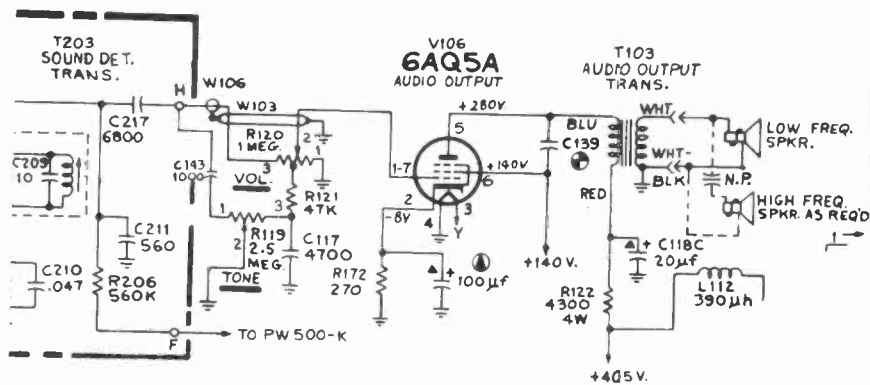 T203
SOUND DET.
TRANS.
H
W106
W103
C217
6800
R120
1 MEG.
2
1
3
VOL.
C209
10
C143
R121
47K
3
1
2
R119
2.5
MEG.
TONE
C117
4700
C211
560
C210
.047
R206
560K
F
TO PW 500-K
V106
6AQ5A
AUDIO OUTPUT
+280V
5
1-7
+140V
6
2
-8V
4
3
Y
R172
270
+
100µf
+140V.
T103
AUDIO OUTPUT
TRANS.
BLU
C139
RED
WHT.
WHT-
BLK
N.P.
LOW FREQ.
SPKR.
HIGH FREQ.
SPKR. AS REQ'D
+ C118C
20µf
R122
4300
4W
L112
390µh
+405V.